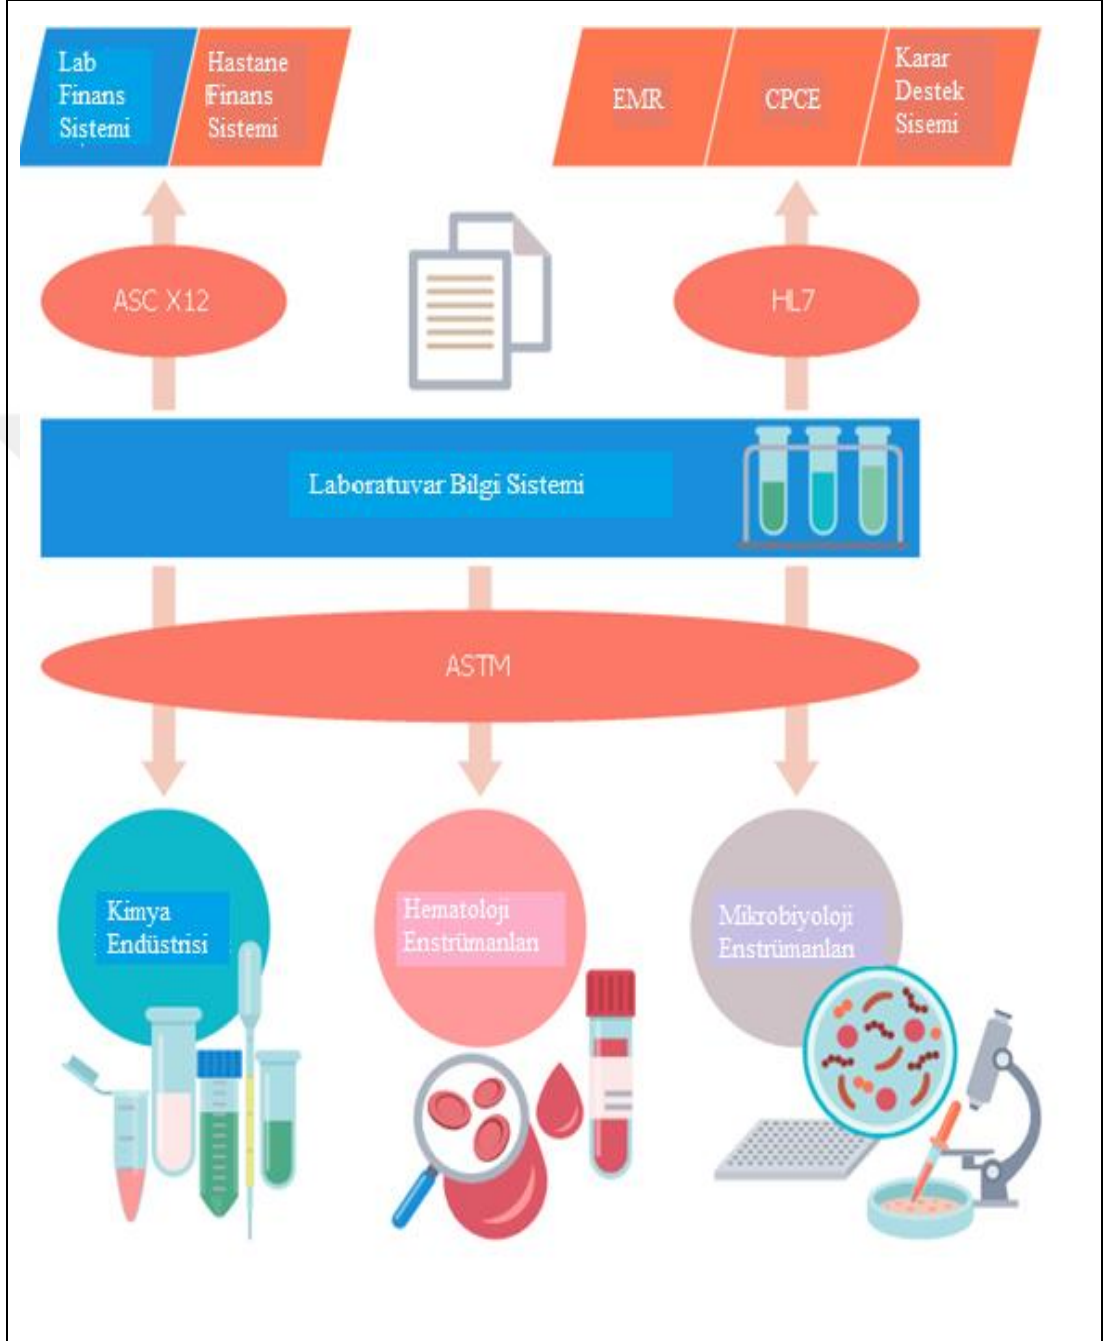 Lab
Finans
Sistemi
Hastane
Finans
Sistemi
EMR
CPCE
Karar
Destek
Sisemi
ASC X12
HL7
Laboratuvar Bilgi Sistemi
ASTM
Kimya
Endüstrisi
Hematoloji
Enstrümanları
Mikrobiyoloji
Enstrümanları